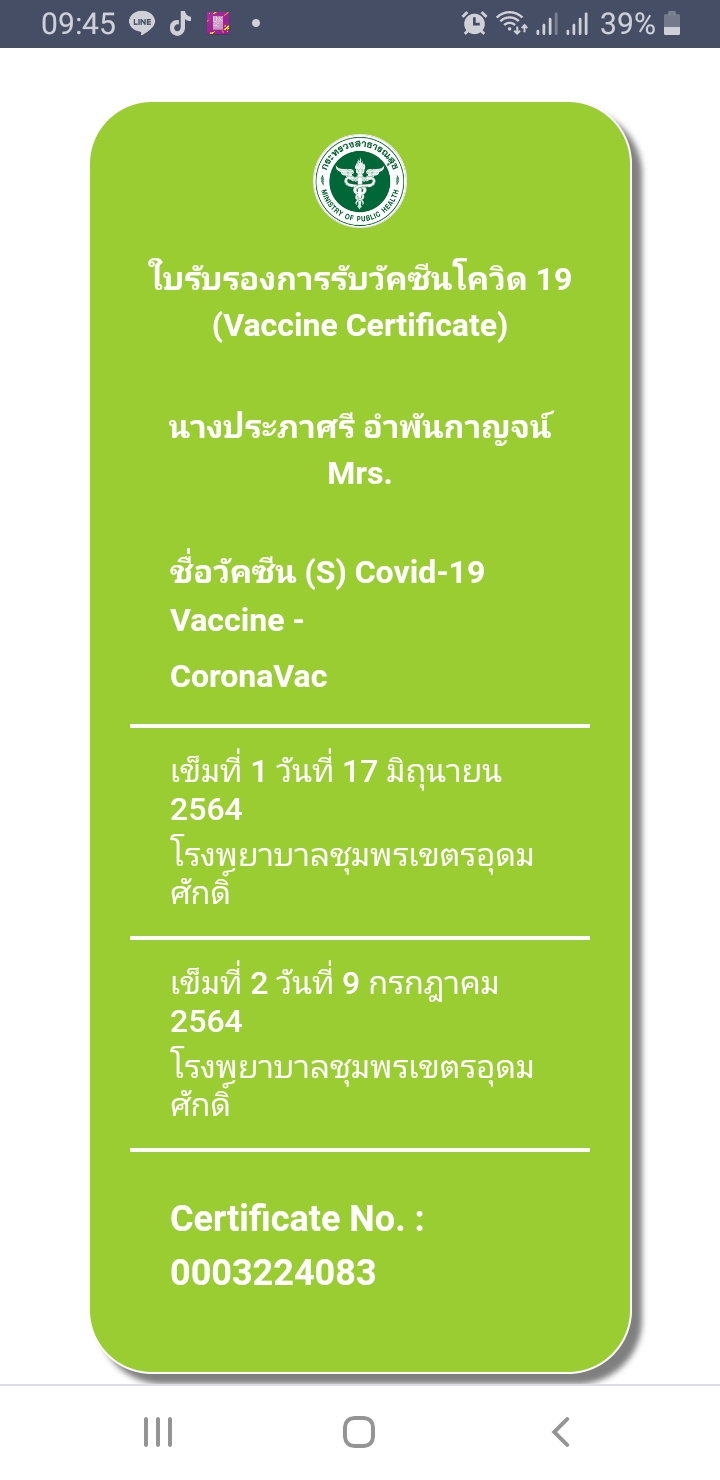 09:45
LINE
39%
กระทรวงสาธารณสุข
MINISTRY OF PUBLIC HEALTH
ใบรับรองการรับวัคซีนโควิด 19
(Vaccine Certificate)
นางประภาศรี อำพันกาญจน์
Mrs.
ชื่อวัคซีน (S) Covid-19
Vaccine -
CoronaVac
เข็มที่ 1 วันที่ 17 มิถุนายน
2564
โรงพยาบาลชุมพรเขตรอุดม
ศักดิ์
เข็มที่ 2 วันที่ 9 กรกฎาคม
2564
โรงพยาบาลชุมพรเขตรอุดม
ศักดิ์
Certificate No. :
0003224083